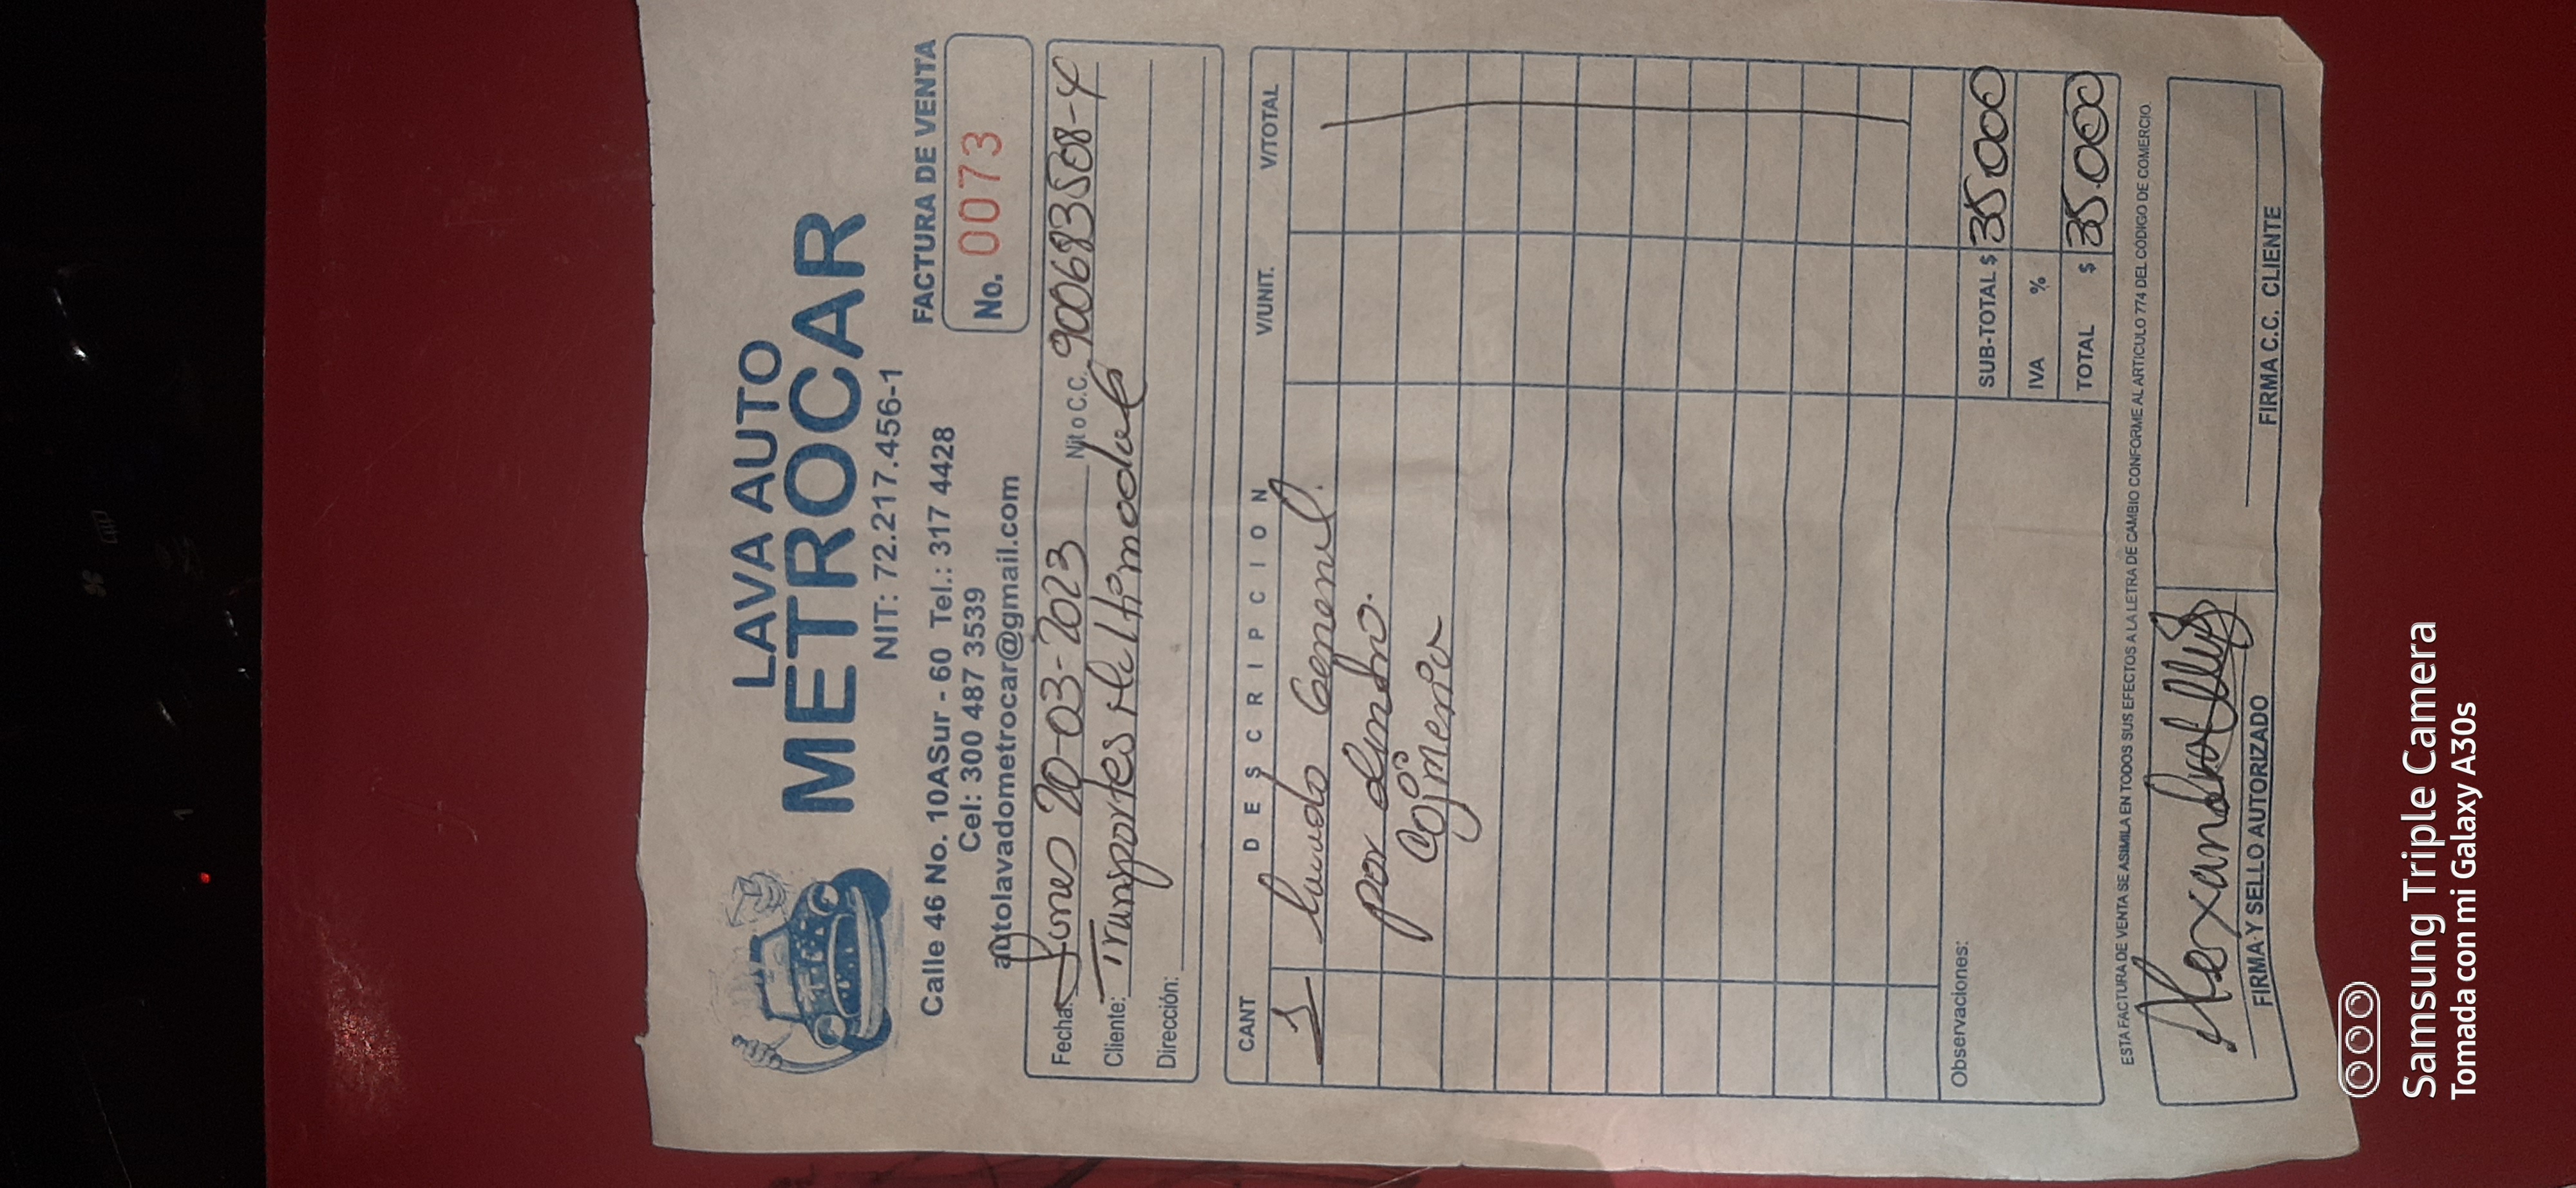 LAVA AUTO
METROCAR
NIT: 72.217.456-1
Calle 46 No. 10ASur - 60 Tel.: 317 4428
Cel: 300 487 3539
autolavadometrocar@gmail.com
FACTURA DE VENTA
No. 0073
Fecha: Lunes 20-03-2023 Nit o C.C. 900683508-4
Cliente: Transportes Multimodales
Dirección:
CANT DESCRIPCION V/UNIT. V/TOTAL
1 lavado General.
por dentro.
Cojineria
Observaciones:
SUB-TOTAL $ 35000
IVA %
TOTAL $ 35.000
ESTA FACTURA DE VENTA SE ASIMILA EN TODOS SUS EFECTOS A LA LETRA DE CAMBIO CONFORME AL ARTICULO 774 DEL CODIGO DE COMERCIO
FIRMA Y SELLO AUTORIZADO
FIRMA C.C. CLIENTE
Samsung Triple Camera
Tomada con mi Galaxy A30s